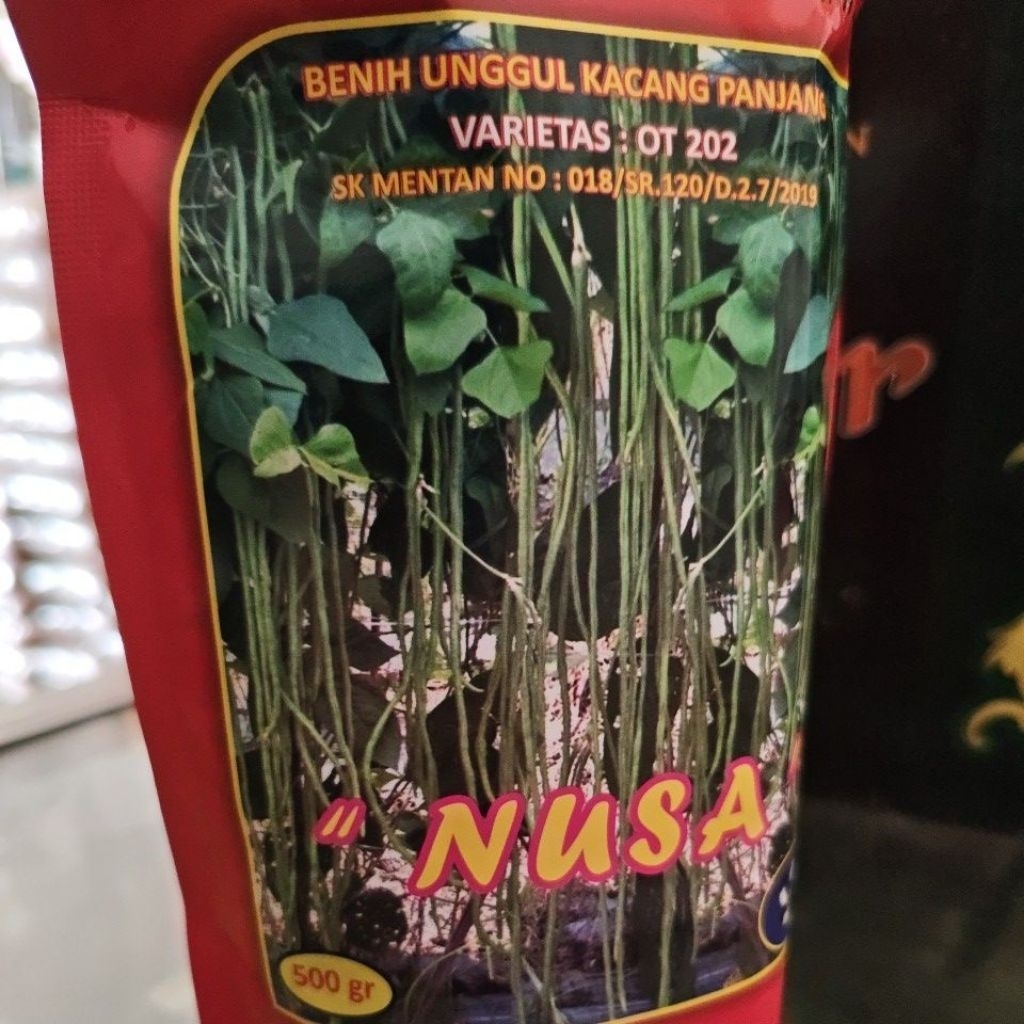 BENIH UNGGUL KACANG PANJANG
VARIETAS : OT 202
SK MENTAN NO : 018/SR.120/D.2.7/2019
" NUSA
500 gr